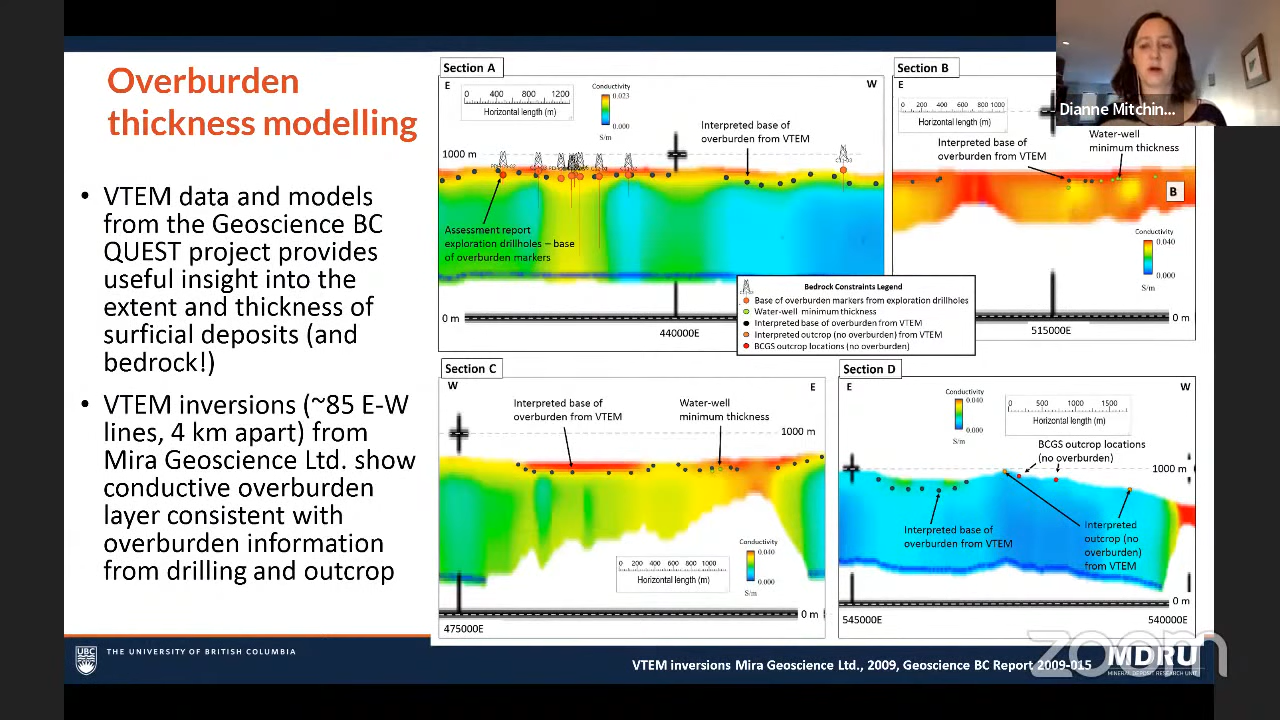 Overburden
thickness modelling
• VTEM data and models
from the Geoscience BC
QUEST project provides
useful insight into the
extent and thickness of
surficial deposits (and
bedrock!)
• VTEM inversions (~85 E-W
lines, 4 km apart) from
Mira Geoscience Ltd. show
conductive overburden
layer consistent with
overburden information
from drilling and outcrop
Section A
E
W
0 400 800 1200
Horizontal length (m)
Conductivity
0.023
0.000
S/m
Interpreted base of
overburden from VTEM
1000 m
Assessment report
exploration drillholes – base
of overburden markers
0 m
440000E
Section B
E
0 200 400 600 800 1000
Horizontal length (m)
Interpreted base of
overburden from VTEM
Water-well
minimum thickness
B
Conductivity
0.040
0.000
S/m
0 m
515000E
Bedrock Constraints Legend
Base of overburden markers from exploration drillholes
Water-well minimum thickness
Interpreted base of overburden from VTEM
Interpreted outcrop (no overburden) from VTEM
BCGS outcrop locations (no overburden)
Section C
W
E
Interpreted base of
overburden from VTEM
Water-well
minimum thickness
1000 m
0 200 400 600 800 1000
Horizontal length (m)
Conductivity
0.040
0.000
S/m
0 m
475000E
Section D
E
W
Conductivity
0.040
0.000
S/m
0 500 1000 1500
Horizontal length (m)
BCGS outcrop locations
(no overburden)
1000 m
Interpreted base of
overburden from VTEM
Interpreted
outcrop (no
overburden)
from VTEM
0 m
545000E
540000E
Dianne Mitchin...
UBC
THE UNIVERSITY OF BRITISH COLUMBIA
VTEM inversions Mira Geoscience Ltd., 2009, Geoscience BC Report 2009-015
MDRU
MINERAL DEPOSIT RESEARCH UNIT
zoom